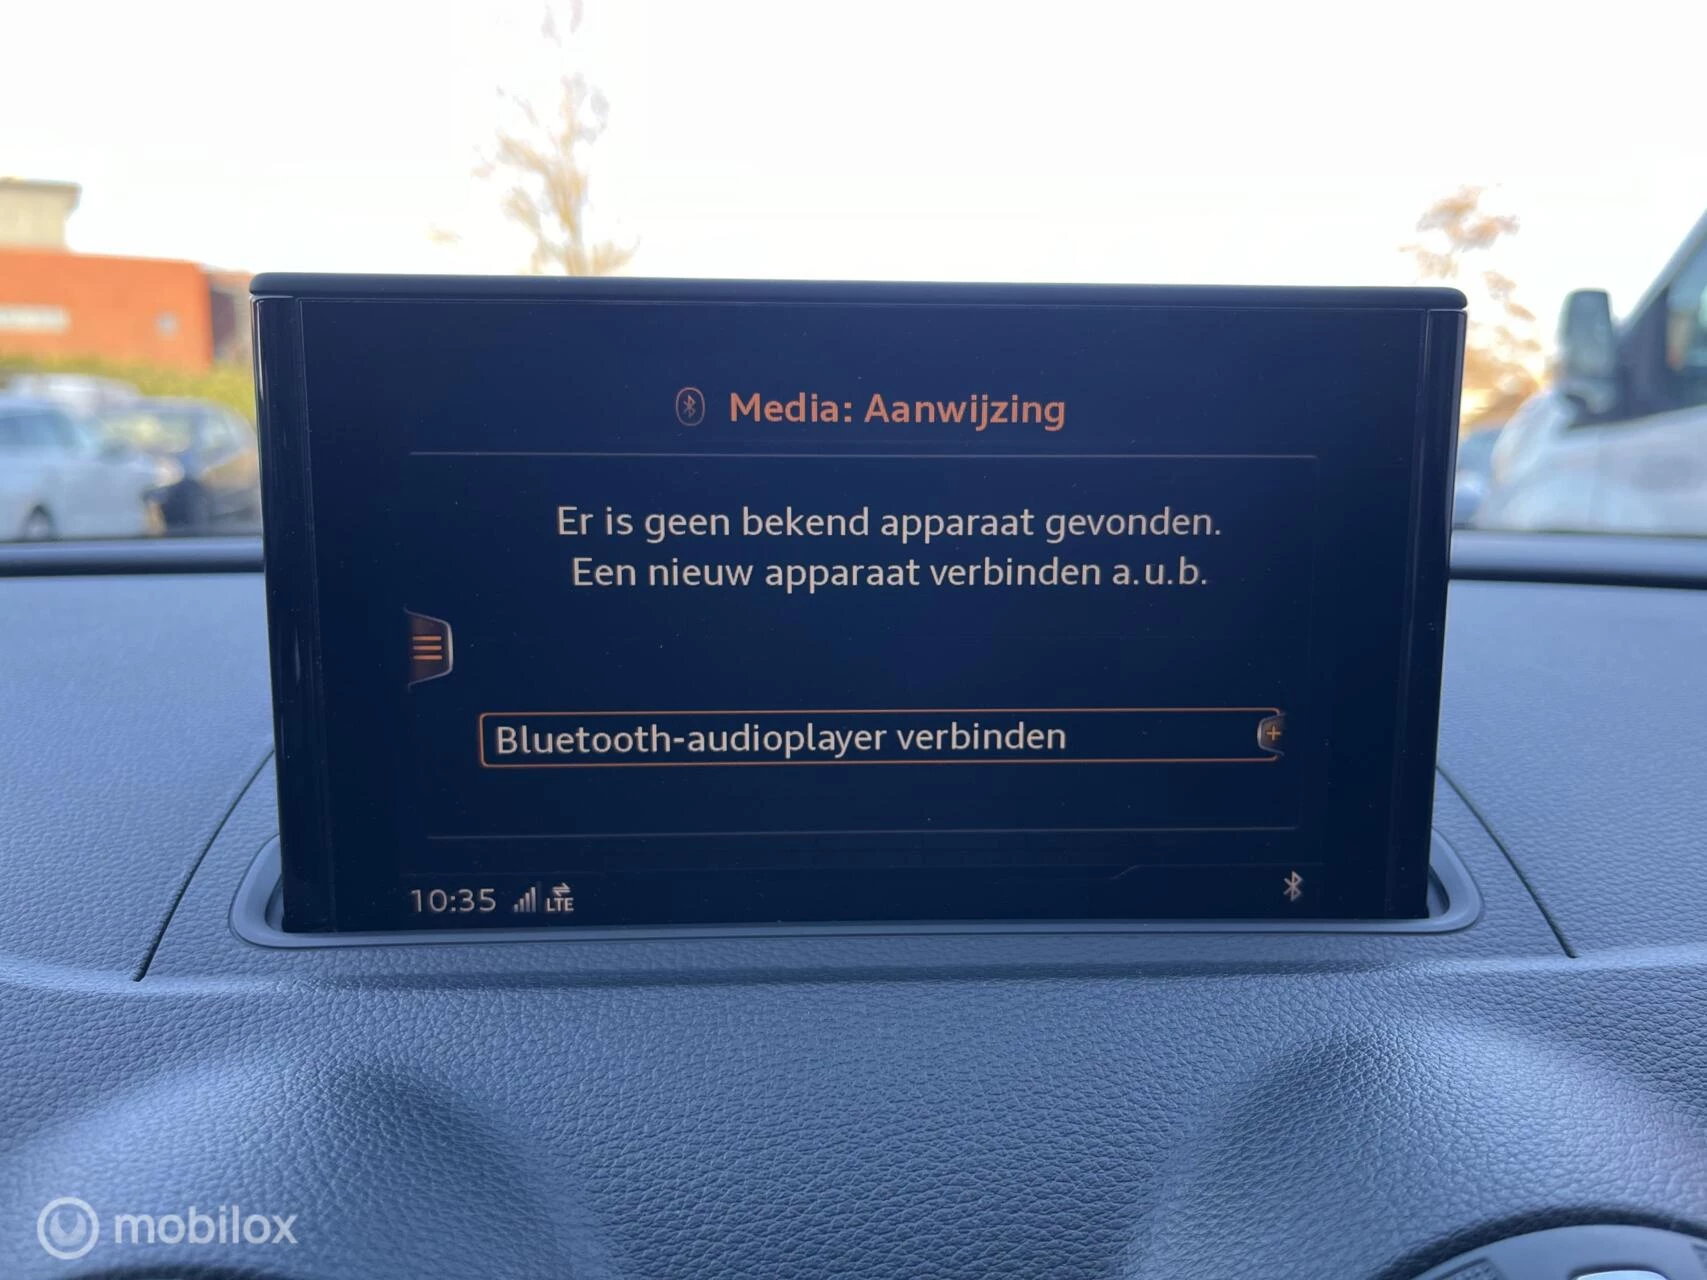 Media: Aanwijzing
Er is geen bekend apparaat gevonden.
Een nieuw apparaat verbinden a.u.b.
Bluetooth-audioplayer verbinden
10:35 LTE
mobilox